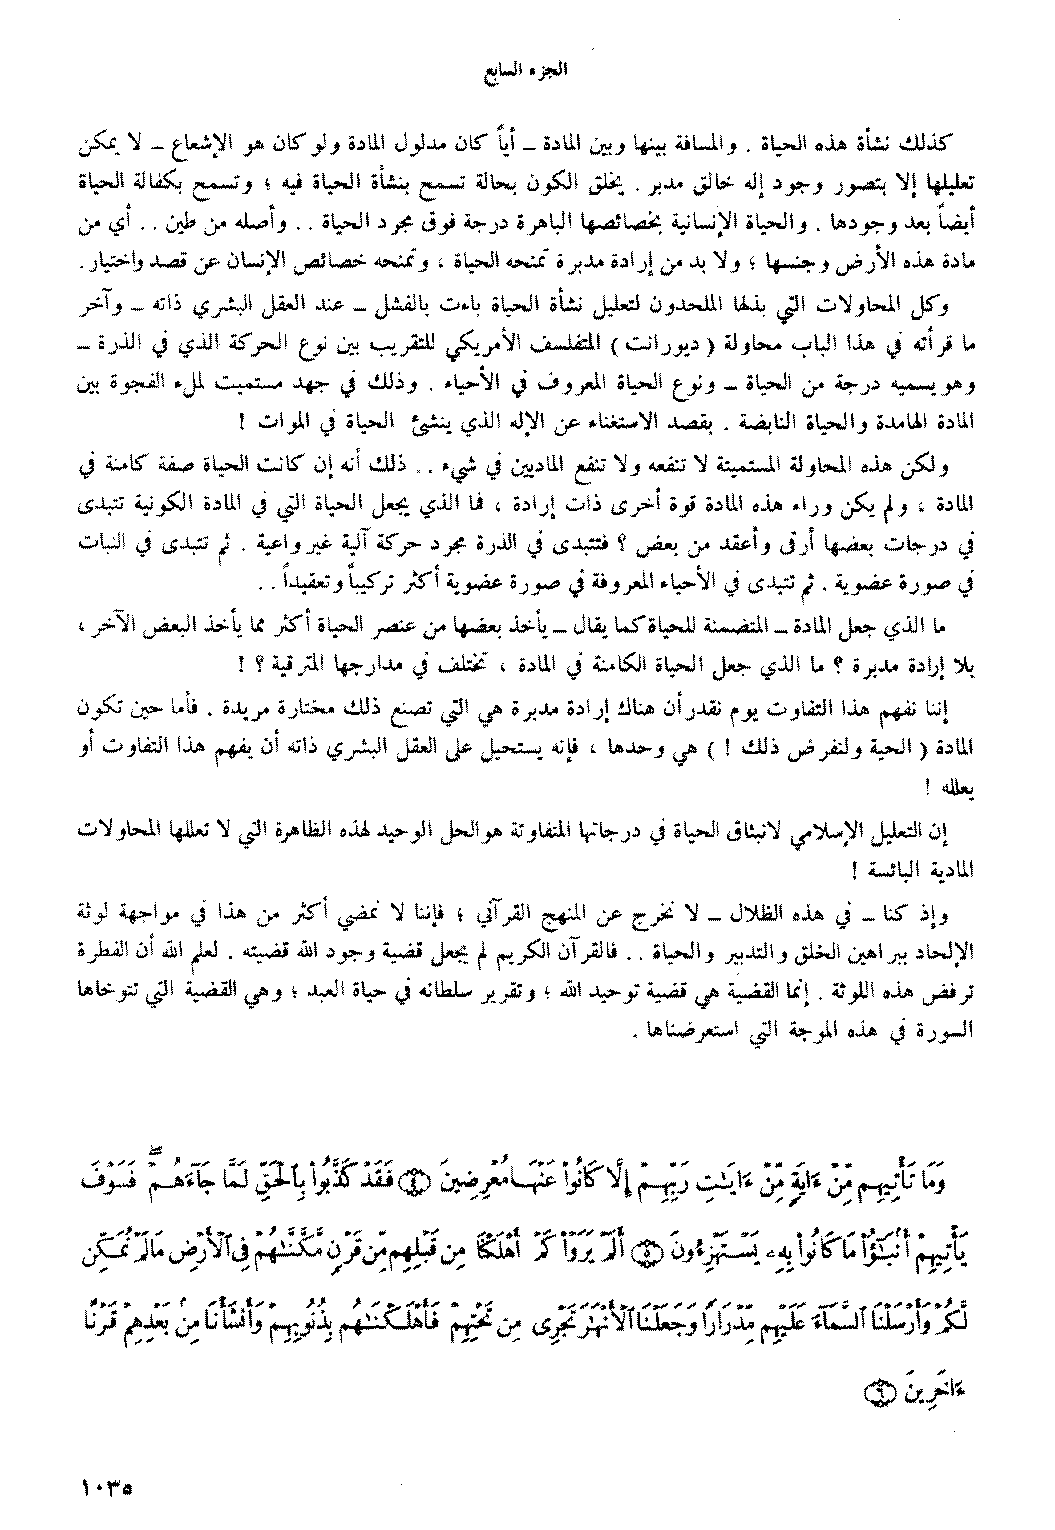 الجزء السابع
كذلك نشأة هذه الحياة . والمسافة بينها وبين المادة – أياً كان مدلول المادة ولو كان هو الإشعاع – لا يمكن
تعليلها إلا بتصور وجود إله خالق مدبر . يخلق الكون بحالة تسمح بنشأة الحياة فيه ؛ وتسمح بكفالة الحياة
أيضاً بعد وجودها . والحياة الإنسانية بخصائصها الباهرة درجة فوق مجرد الحياة .. وأصله من طين .. أي من
مادة هذه الأرض وجنسها ؛ ولا بد من إرادة مدبرة تمنحه الحياة ، وتمنحه خصائص الإنسان عن قصد واختيار.
وكل المحاولات التي بذلها الملحدون لتعليل نشأة الحياة باءت بالفشل – عند العقل البشري ذاته – وآخر
ما قرأته في هذا الباب محاولة ( ديورانت ) المتفلسف الأمريكي للتقريب بين نوع الحركة الذي في الذرة –
وهو يسميه درجة من الحياة – ونوع الحياة المعروف في الأحياء . وذلك في جهد مستميت لملء الفجوة بين
المادة الهامدة والحياة النابضة . بقصد الاستغناء عن الإله الذي ينشئ الحياة في الموات !
ولكن هذه المحاولة المستميتة لا تنفعه ولا تنفع الماديين في شيء .. ذلك أنه إن كانت الحياة صفة كامنة في
المادة ، ولم يكن وراء هذه المادة قوة أخرى ذات إرادة ، فما الذي يجعل الحياة التي في المادة الكونية تتبدى
في درجات بعضها أرقى وأعقد من بعض ؟ فتتبدى في الذرة مجرد حركة آلية غير واعية . ثم تتبدى في النبات
في صورة عضوية . ثم تتبدى في الأحياء المعروفة في صورة عضوية أكثر تركيباً وتعقيداً ..
ما الذي جعل المادة – المتضمنة للحياة كما يقال – يأخذ بعضها من عنصر الحياة أكثر مما يأخذ البعض الآخر ،
بلا إرادة مدبرة ؟ ما الذي جعل الحياة الكامنة في المادة ، تختلف في مدارجها المترقية ؟ !
إننا نفهم هذا التفاوت يوم نقدر أن هناك إرادة مدبرة هي التي تصنع ذلك مختارة مريدة . فأما حين تكون
المادة ( الحية ولنفرض ذلك ! ) هي وحدها ، فإنه يستحيل على العقل البشري ذاته أن يفهم هذا التفاوت أو
يعلله !
إن التعليل الإسلامي لانبثاق الحياة في درجاتها المتفاوتة هو الحل الوحيد لهذه الظاهرة التي لا تعللها المحاولات
المادية البائسة !
وإذ كنا – في هذه الظلال – لا نخرج عن المنهج القرآني ؛ فإننا لا نمضي أكثر من هذا في مواجهة لوثة
الإلحاد ببراهين الخلق والتدبير والحياة .. فالقرآن الكريم لم يجعل قضية وجود الله قضيته . لعلم الله أن الفطرة
ترفض هذه اللوثة . إنما القضية هي قضية توحيد الله ؛ وتقرير سلطانه في حياة العبد ؛ وهي القضية التي تتوخاها
السورة في هذه الموجة التي استعرضناها .
وَمَا تَأْتِيهِم مِّنْ ءَايَةٍ مِّنْ ءَايَٰتِ رَبِّهِمْ إِلَّا كَانُوا۟ عَنْهَا مُعْرِضِينَ ﴿٤﴾ فَقَدْ كَذَّبُوا۟ بِٱلْحَقِّ لَمَّا جَآءَهُمْ ۖ فَسَوْفَ
يَأْتِيهِمْ أَنۢبَٰٓؤُا۟ مَا كَانُوا۟ بِهِۦ يَسْتَهْزِءُونَ ﴿٥﴾ أَلَمْ يَرَوْا۟ كَمْ أَهْلَكْنَا مِن قَبْلِهِم مِّن قَرْنٍ مَّكَّنَّٰهُمْ فِى ٱلْأَرْضِ مَا لَمْ نُمَكِّن
لَّكُمْ وَأَرْسَلْنَا ٱلسَّمَآءَ عَلَيْهِم مِّدْرَارًا وَجَعَلْنَا ٱلْأَنْهَٰرَ تَجْرِى مِن تَحْتِهِمْ فَأَهْلَكْنَٰهُم بِذُنُوبِهِمْ وَأَنشَأْنَا مِنۢ بَعْدِهِمْ قَرْنًا
ءَاخَرِينَ ﴿٦﴾
١٠٣٥